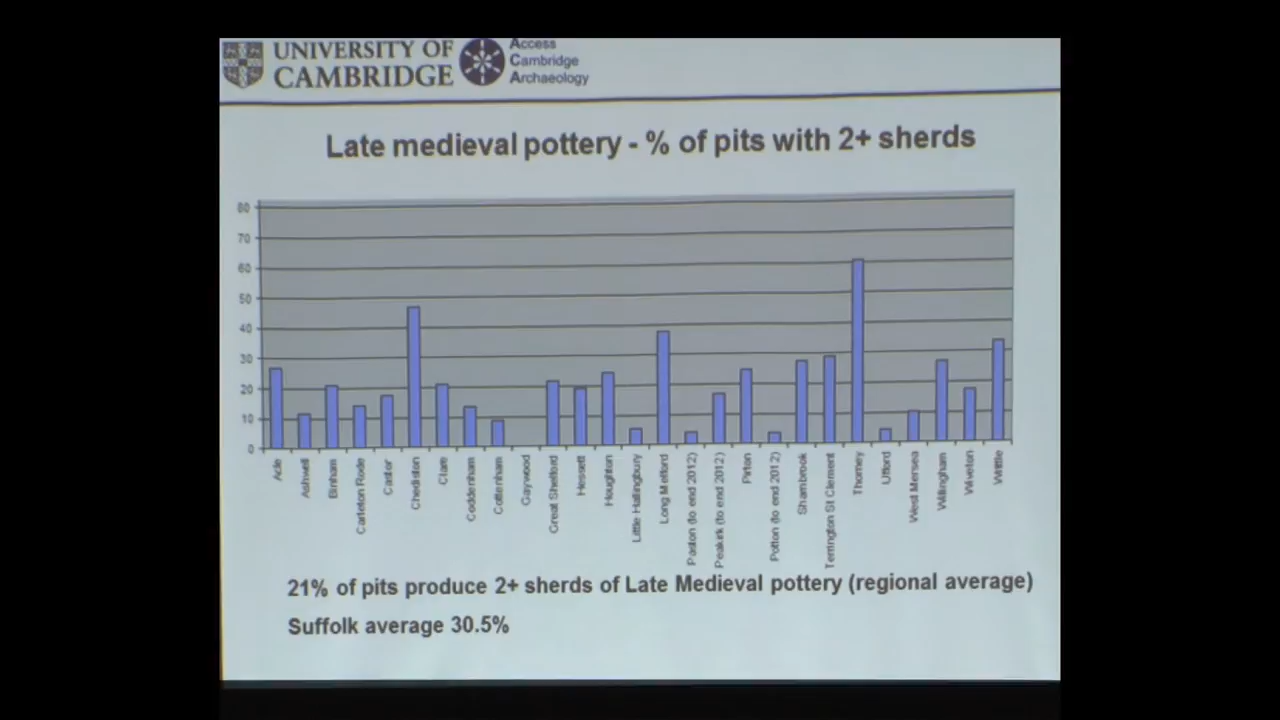 UNIVERSITY OF
CAMBRIDGE
Access
Cambridge
Archaeology
Late medieval pottery - % of pits with 2+ sherds
80
70
60
50
40
30
20
10
0
Acle
Ashwell
Binham
Carleton Rode
Castor
Chediston
Clare
Coddenham
Cottenham
Gaywood
Great Shelford
Hessett
Houghton
Little Hallingbury
Long Melford
Paston (to end 2012)
Peakirk (to end 2012)
Pirton
Potton (to end 2012)
Sharnbrook
Terrington St Clement
Thorney
Ufford
West Mersea
Willingham
Wiveton
Writtle
21% of pits produce 2+ sherds of Late Medieval pottery (regional average)
Suffolk average 30.5%